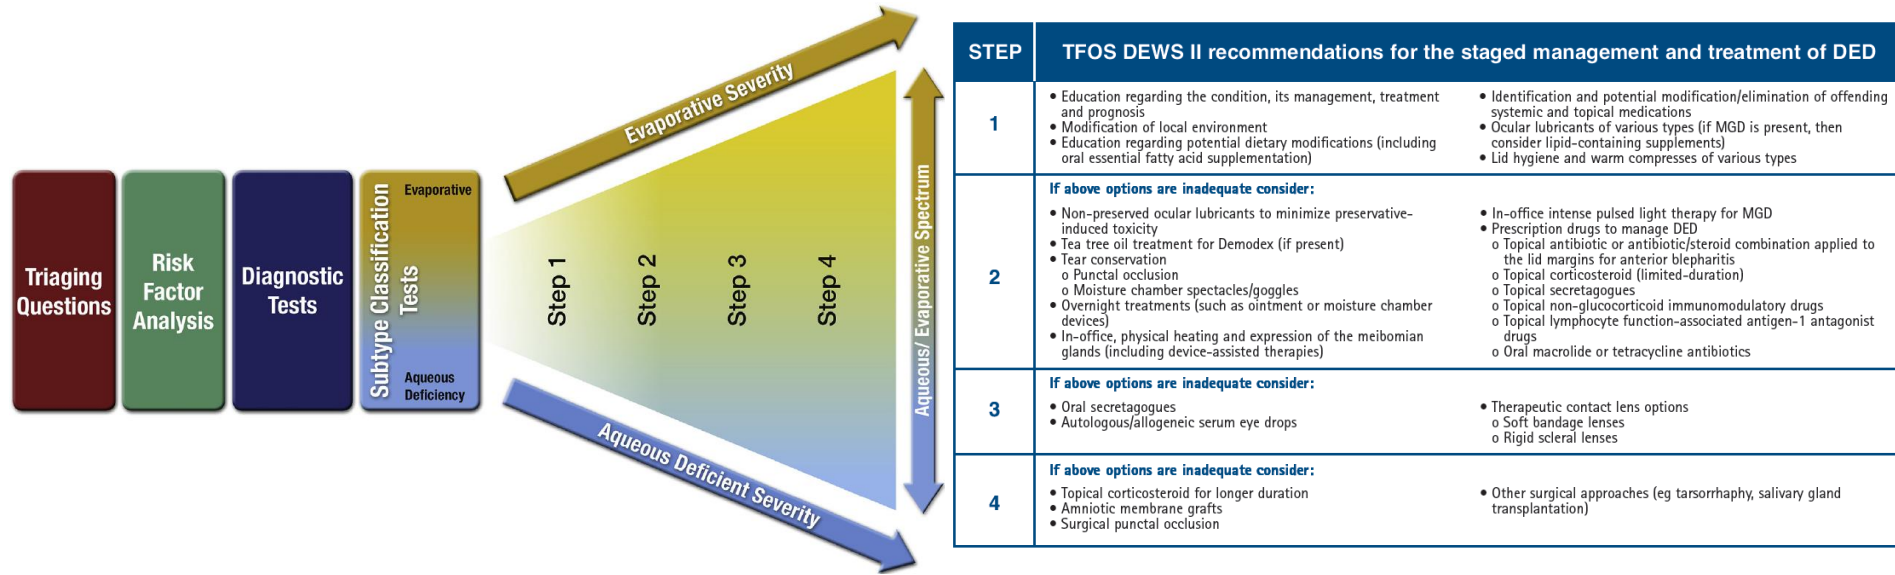 Triaging
Questions
Risk
Factor
Analysis
Diagnostic
Tests
Subtype Classification
Tests
Evaporative
Aqueous
Deficiency
Evaporative Severity
Step 1
Step 2
Step 3
Step 4
Aqueous/ Evaporative Spectrum
Aqueous Deficient Severity
STEP
TFOS DEWS II recommendations for the staged management and treatment of DED
1
• Education regarding the condition, its management, treatment
and prognosis
• Modification of local environment
• Education regarding potential dietary modifications (including
oral essential fatty acid supplementation)
• Identification and potential modification/elimination of offending
systemic and topical medications
• Ocular lubricants of various types (if MGD is present, then
consider lipid-containing supplements)
• Lid hygiene and warm compresses of various types
2
If above options are inadequate consider:
• Non-preserved ocular lubricants to minimize preservative-
induced toxicity
• Tea tree oil treatment for Demodex (if present)
• Tear conservation
o Punctal occlusion
o Moisture chamber spectacles/goggles
• Overnight treatments (such as ointment or moisture chamber
devices)
• In-office, physical heating and expression of the meibomian
glands (including device-assisted therapies)
• In-office intense pulsed light therapy for MGD
• Prescription drugs to manage DED
o Topical antibiotic or antibiotic/steroid combination applied to
the lid margins for anterior blepharitis
o Topical corticosteroid (limited-duration)
o Topical secretagogues
o Topical non-glucocorticoid immunomodulatory drugs
o Topical lymphocyte function-associated antigen-1 antagonist
drugs
o Oral macrolide or tetracycline antibiotics
3
If above options are inadequate consider:
• Oral secretagogues
• Autologous/allogeneic serum eye drops
• Therapeutic contact lens options
o Soft bandage lenses
o Rigid scleral lenses
4
If above options are inadequate consider:
• Topical corticosteroid for longer duration
• Amniotic membrane grafts
• Surgical punctal occlusion
• Other surgical approaches (eg tarsorrhaphy, salivary gland
transplantation)